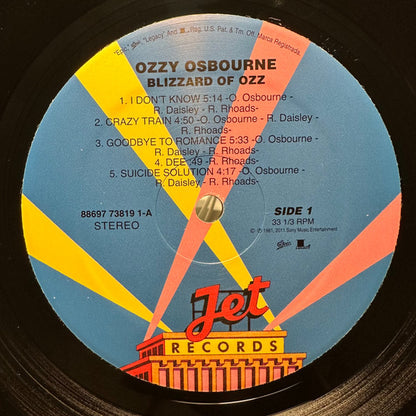 "Epic", "Legacy" And Reg. U.S. Pat. & Tm. Off. Marca Registrada.
OZZY OSBOURNE
BLIZZARD OF OZZ
1. I DON'T KNOW 5:14 -O. Osbourne -
R. Daisley - R. Rhoads-
2. CRAZY TRAIN 4:50 -O. Osbourne - R. Daisley -
R. Rhoads-
3. GOODBYE TO ROMANCE 5:33 -O. Osbourne -
R. Daisley - R. Rhoads-
4. DEE :49 -R. Rhoads-
5. SUICIDE SOLUTION 4:17 -O. Osbourne -
R. Daisley - R. Rhoads-
88697 73819 1-A
STEREO
SIDE 1
33 1/3 RPM
© ℗ 1981, 2011 Sony Music Entertainment
Epic
Jet
RECORDS